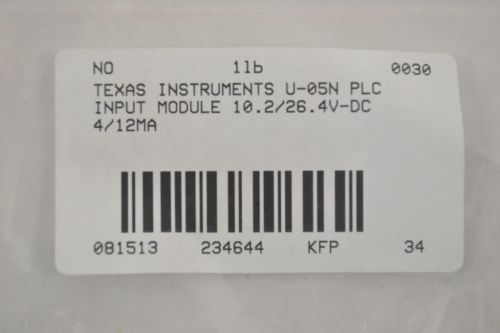 NO 1lb 0030
TEXAS INSTRUMENTS U-05N PLC
INPUT MODULE 10.2/26.4V-DC
4/12MA
081513 234644 KFP 34